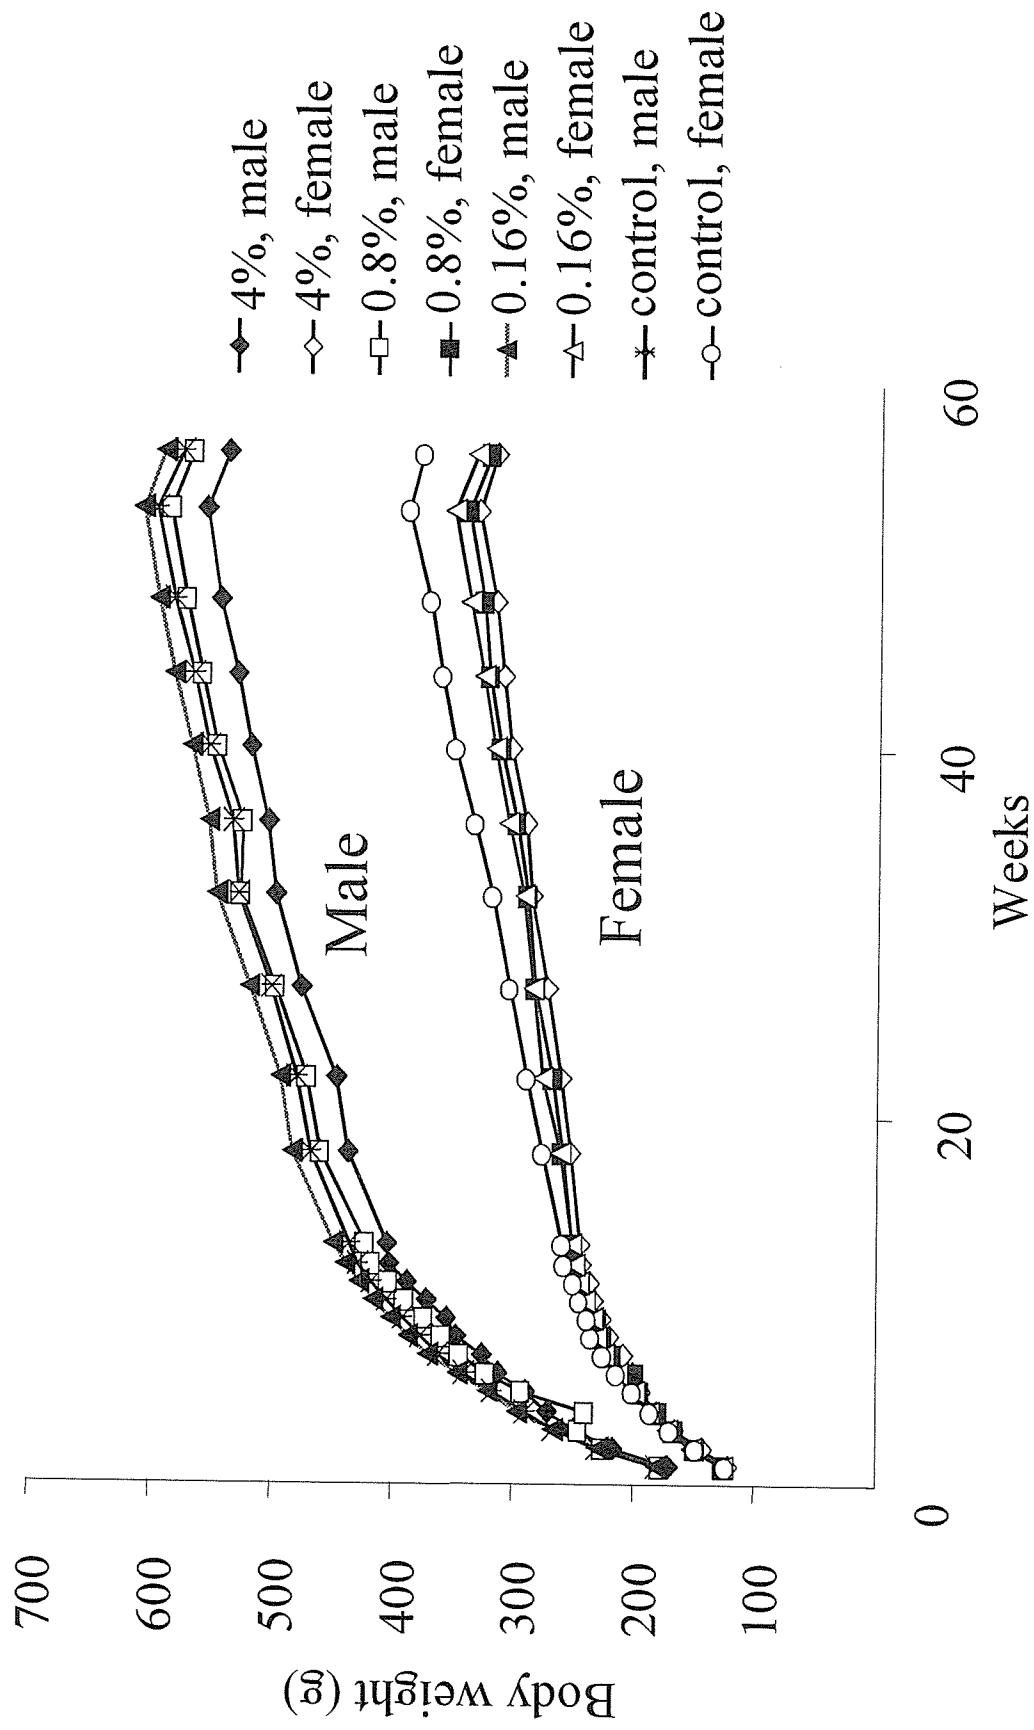 700
600
500
400
300
200
100
Body weight (g)
Male
Female
0
20
40
60
Weeks
4%, male
4%, female
0.8%, male
0.8%, female
0.16%, male
0.16%, female
control, male
control, female